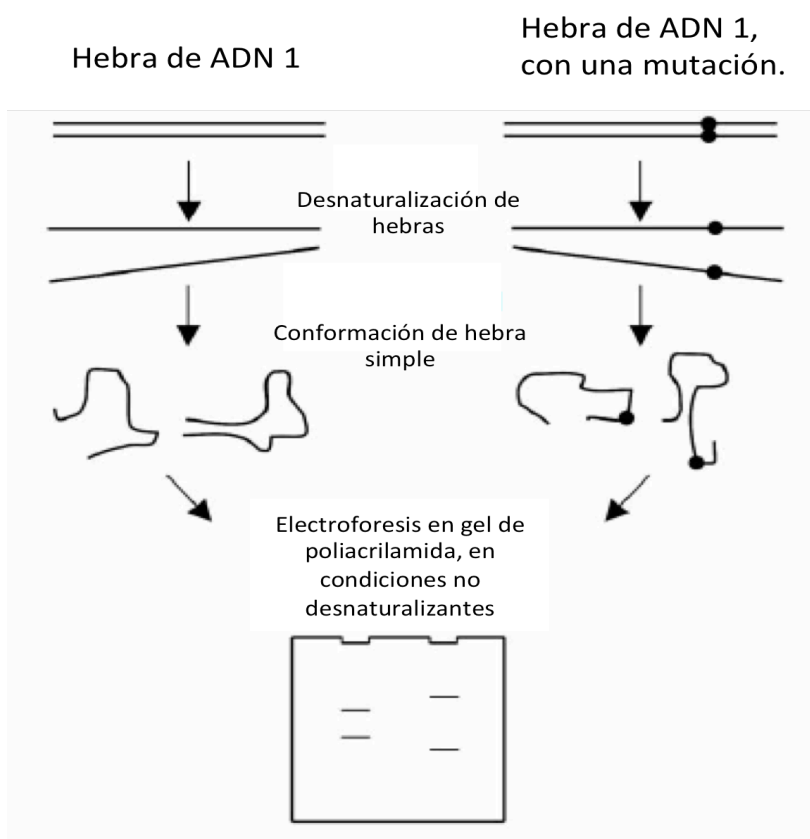 Hebra de ADN 1
Hebra de ADN 1,
con una mutación.
Desnaturalización de
hebras
Conformación de hebra
simple
Electroforesis en gel de
poliacrilamida, en
condiciones no
desnaturalizantes